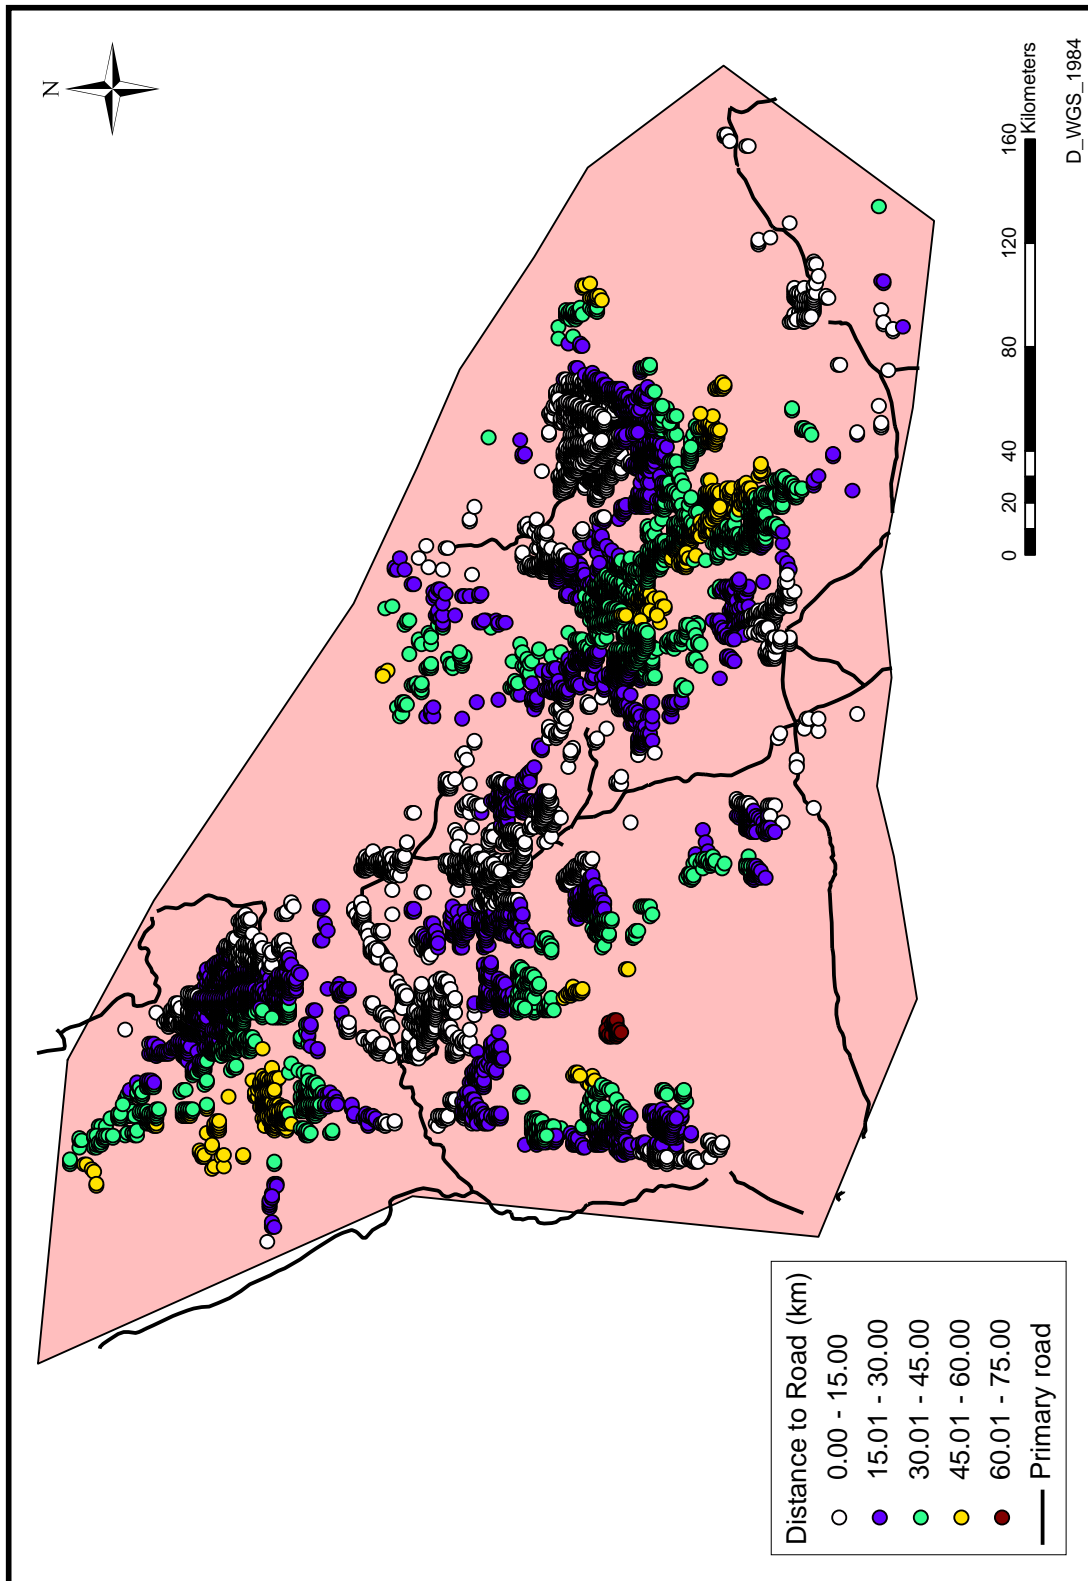 N
0 20 40 80 120 160
Kilometers
D_WGS_1984
Distance to Road (km)
0.00 - 15.00
15.01 - 30.00
30.01 - 45.00
45.01 - 60.00
60.01 - 75.00
Primary road